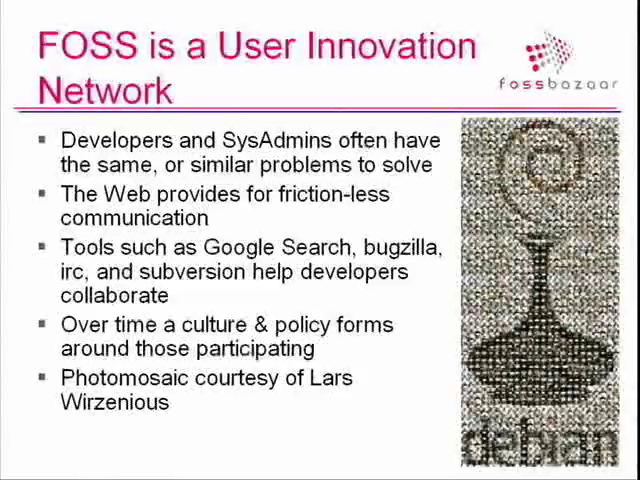 FOSS is a User Innovation
Network
fossbazaar
Developers and SysAdmins often have
the same, or similar problems to solve
The Web provides for friction-less
communication
Tools such as Google Search, bugzilla,
irc, and subversion help developers
collaborate
Over time a culture & policy forms
around those participating
Photomosaic courtesy of Lars
Wirzenious
debian